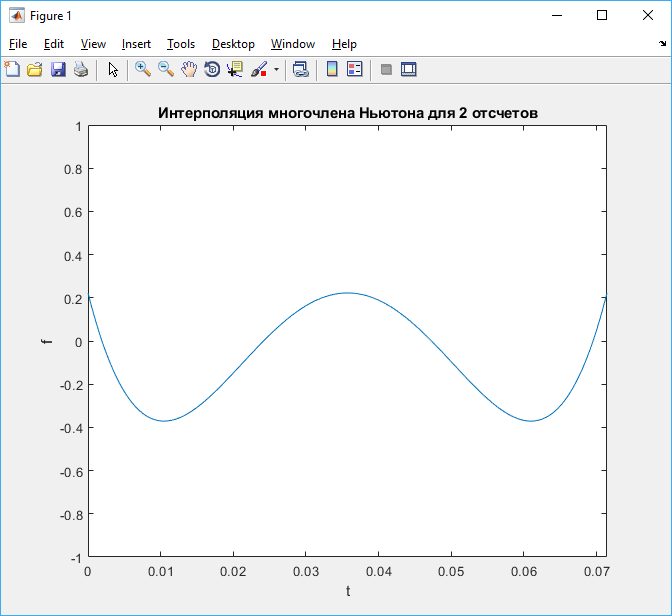 Figure 1
File Edit View Insert Tools Desktop Window Help
Интерполяция многочлена Ньютона для 2 отсчетов
1
0.8
0.6
0.4
0.2
0
-0.2
-0.4
-0.6
-0.8
-1
f
0 0.01 0.02 0.03 0.04 0.05 0.06 0.07
t